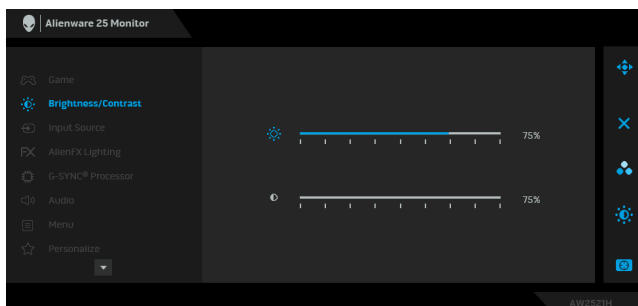 Alienware 25 Monitor
Game
Brightness/Contrast
75%
Input Source
AlienFX Lighting
G-SYNC® Processor
Audio
75%
Menu
Personalize
AW2521H